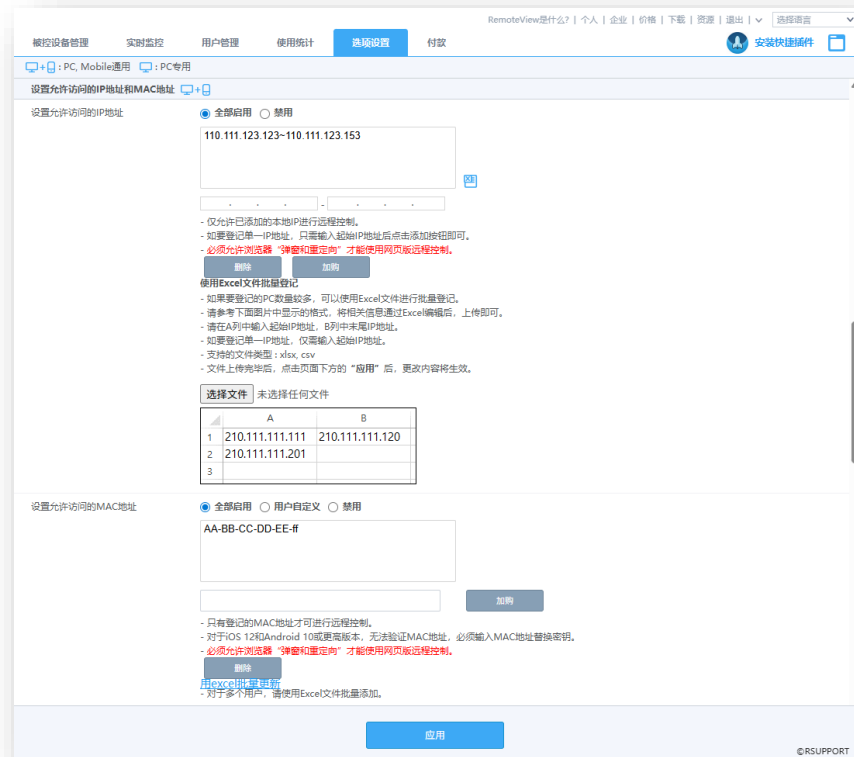 RemoteView是什么? | 个人 | 企业 | 价格 | 下载 | 资源 | 退出 | 选择语言
被控设备管理 实时监控 用户管理 使用统计 选项设置 付款 安装快捷插件
+ : PC, Mobile通用 : PC专用
设置允许访问的IP地址和MAC地址 +
设置允许访问的IP地址 全部启用 禁用
110.111.123.123~110.111.123.153
. . . - . . .
- 仅允许已添加的本地IP进行远程控制。
- 如要登记单一IP地址，只需输入起始IP地址后点击添加按钮即可。
- 必须允许浏览器“弹窗和重定向”才能使用网页版远程控制。
删除 加购
使用Excel文件批量登记
- 如果要登记的PC数量较多，可以使用Excel文件进行批量登记。
- 请参考下面图片中显示的格式，将相关信息通过Excel编辑后，上传即可。
- 请在A列中输入起始IP地址，B列中末尾IP地址。
- 如要登记单一IP地址，仅需输入起始IP地址。
- 支持的文件类型 : xlsx, csv
- 文件上传完毕后，点击页面下方的“应用”后，更改内容将生效。
选择文件 未选择任何文件
A B
1 210.111.111.111 210.111.111.120
2 210.111.111.201
3
设置允许访问的MAC地址 全部启用 用户自定义 禁用
AA-BB-CC-DD-EE-ff
加购
- 只有登记的MAC地址才可进行远程控制。
- 对于iOS 12和Android 10或更高版本，无法验证MAC地址，必须输入MAC地址替换密钥。
- 必须允许浏览器“弹窗和重定向”才能使用网页版远程控制。
删除
用excel批量更新
- 对于多个用户，请使用Excel文件批量添加。
应用
©RSUPPORT